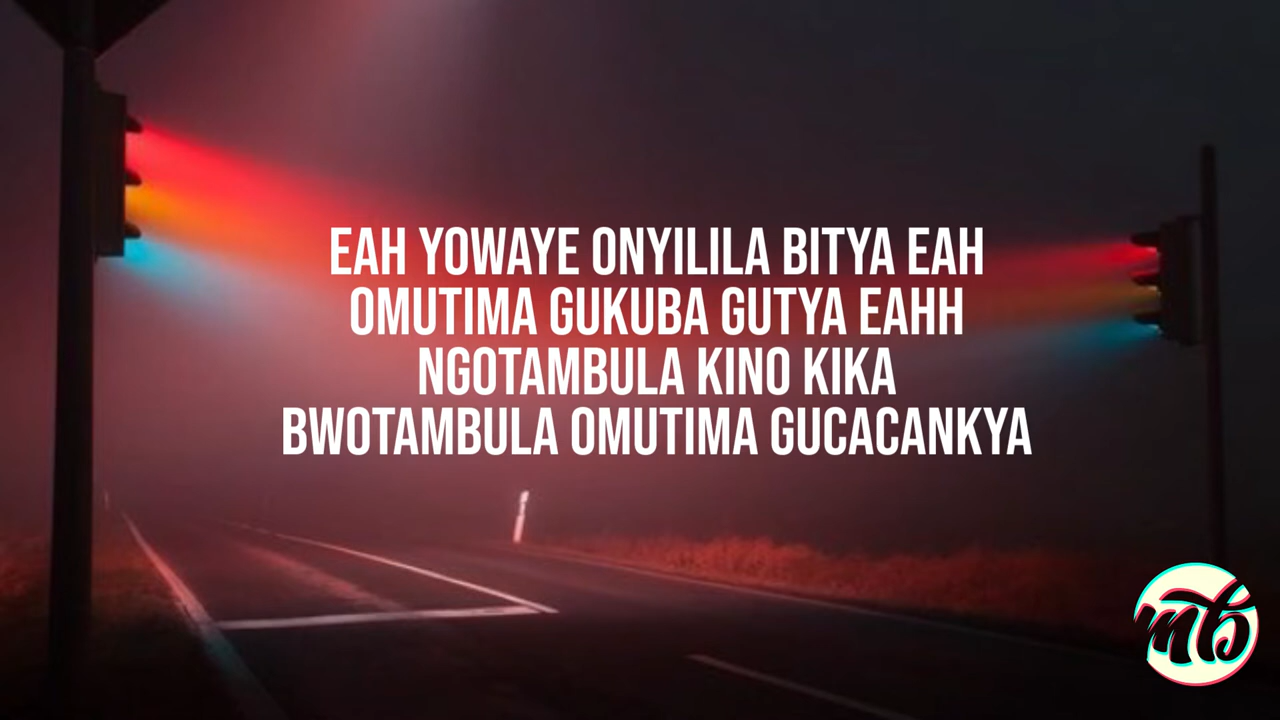 EAH YOWAYE ONYILILA BITYA EAH
OMUTIMA GUKUBA GUTYA EAHH
NGOTAMBULA KINO KIKA
BWOTAMBULA OMUTIMA GUCACANKYA